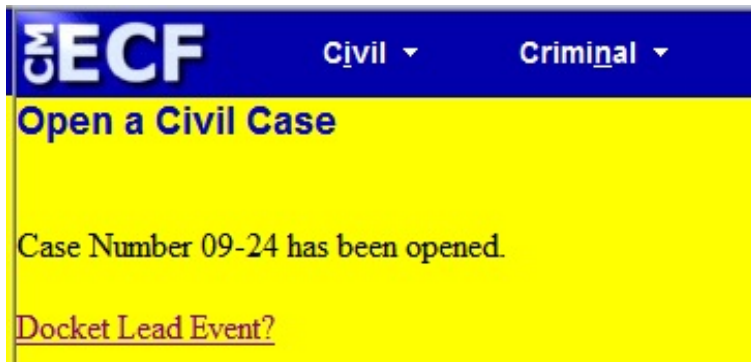 CM ECF Civil Criminal
Open a Civil Case
Case Number 09-24 has been opened.
Docket Lead Event?